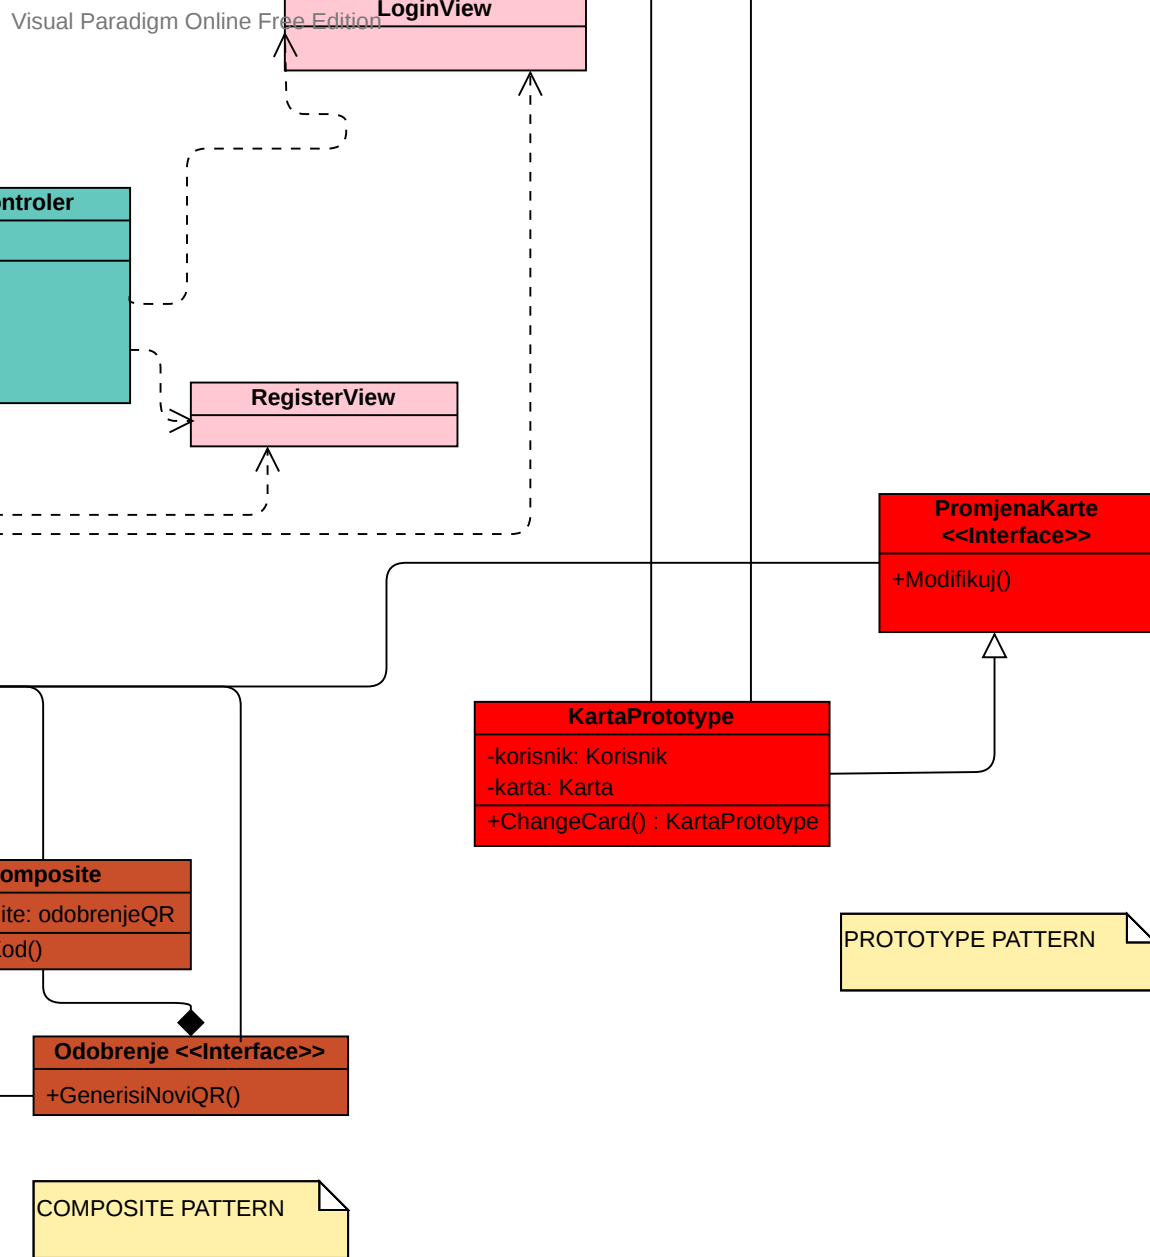 Visual Paradigm Online Free Edition
LoginView
ntroler
RegisterView
PromjenaKarte
<<Interface>>
+Modifikuj()
KartaPrototype
-korisnik: Korisnik
-karta: Karta
+ChangeCard() : KartaPrototype
omposite
ite: odobrenjeQR
od()
PROTOTYPE PATTERN
Odobrenje <<Interface>>
+GenerisiNoviQR()
COMPOSITE PATTERN